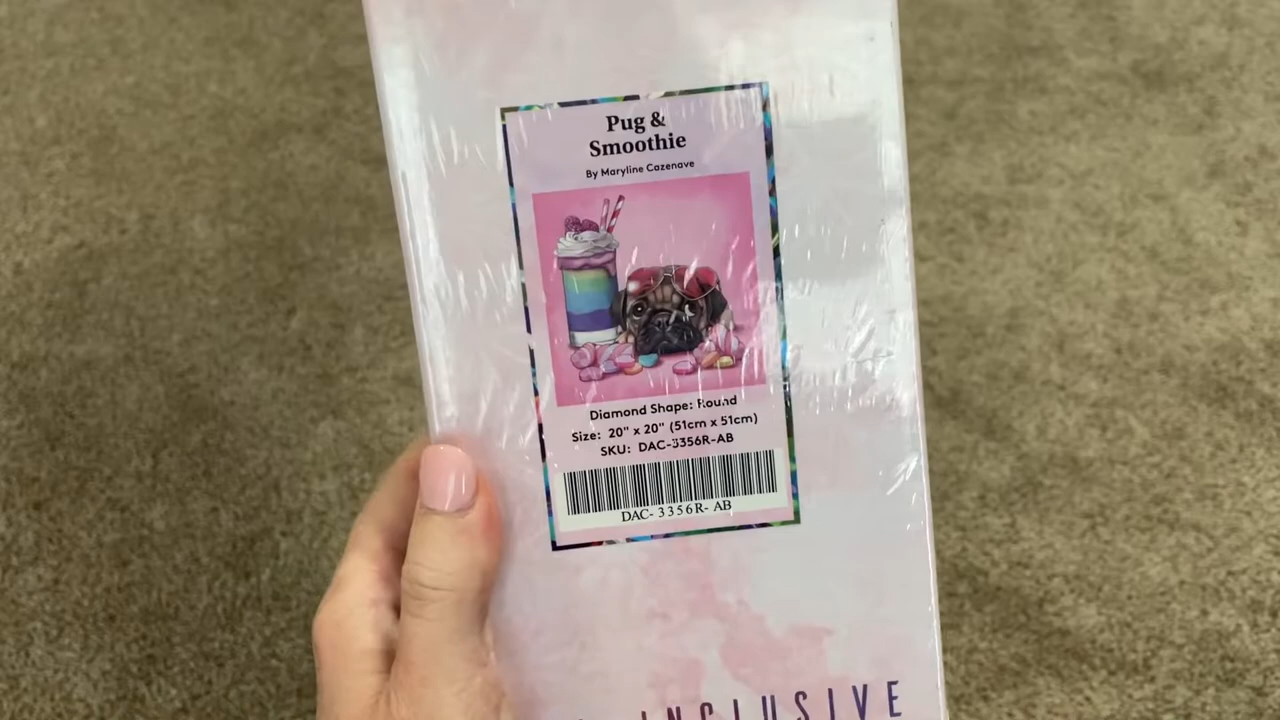 Pug &
Smoothie
By Maryline Cazenave
Diamond Shape: Round
Size: 20" x 20" (51cm x 51cm)
SKU: DAC-3356R-AB
DAC- 3356R- AB
INCLUSIVE